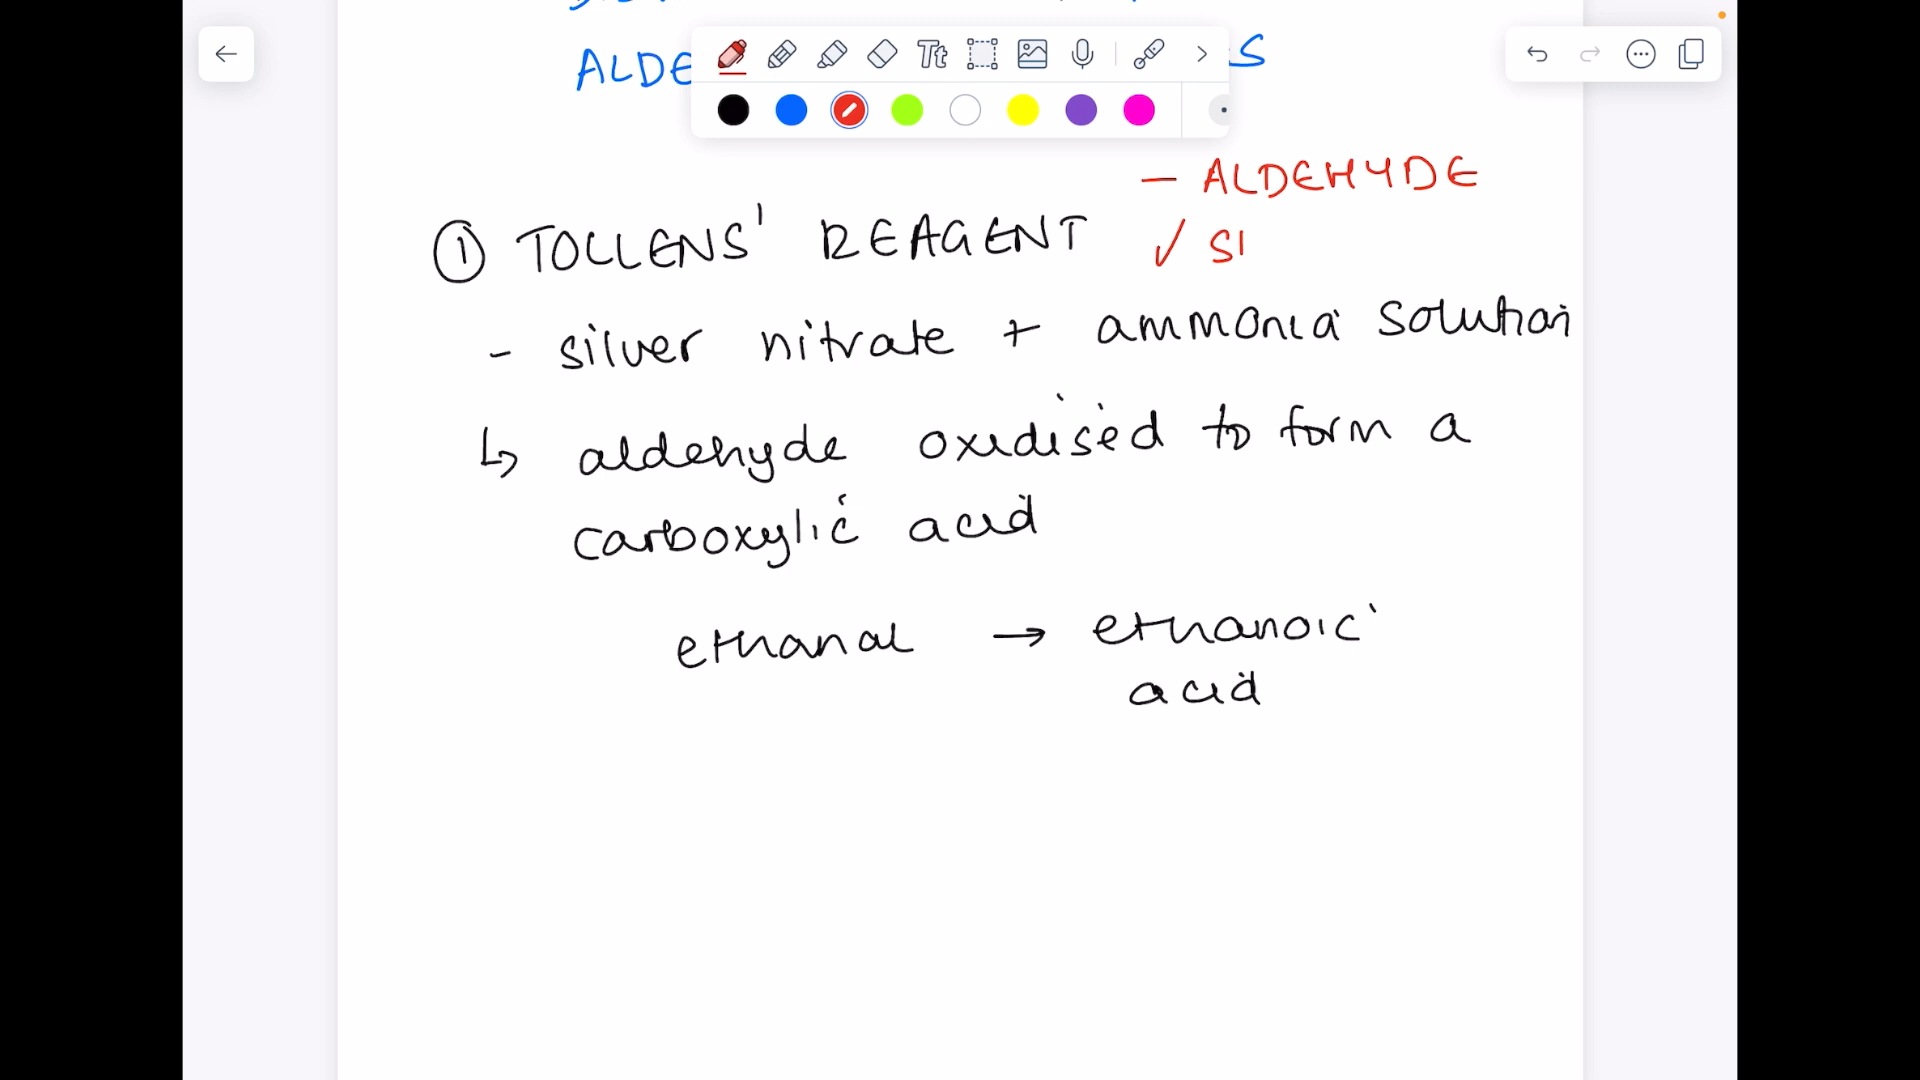 ALDE S
- ALDEHYDE
① TOLLENS' REAGENT ✓ SI
- silver nitrate + ammonia solution
↳ aldehyde oxidised to form a
carboxylic acid
ethanal → ethanoic
acid